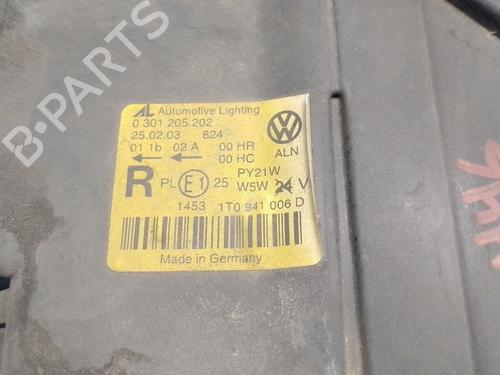 AL Automotive Lighting
0 301 205 202
25.02.03 824
01 1b 02 A 00 HR
00 HC
ALN
R PL E1 25 PY21W
W5W 24 V
1453 1T0 941 006 D
Made in Germany
B-PARTS